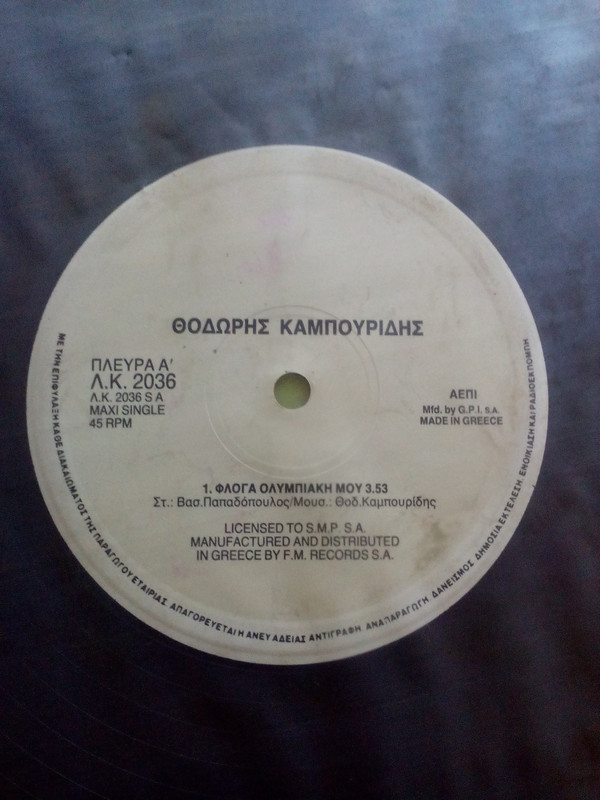 ΘΟΔΩΡΗΣ ΚΑΜΠΟΥΡΙΔΗΣ
ΠΛΕΥΡΑ Α'
Λ.Κ. 2036
Λ.Κ. 2036 S A
MAXI SINGLE
45 RPM
ΑΕΠΙ
Mfd. by G.P.I. S.A.
MADE IN GREECE
1. ΦΛΟΓΑ ΟΛΥΜΠΙΑΚΗ ΜΟΥ 3.53
Στ.: Βασ.Παπαδόπουλος/Μουσ.: Θοδ.Καμπουρίδης
LICENSED TO S.M.P. S.A.
MANUFACTURED AND DISTRIBUTED
IN GREECE BY F.M. RECORDS S.A.
ΜΕ ΤΗΝ ΕΠΙΦΥΛΑΞΗ ΚΑΘΕ ΔΙΚΑΙΩΜΑΤΟΣ ΤΗΣ ΠΑΡΑΓΩΓΟΥ ΕΤΑΙΡΙΑΣ ΑΠΑΓΟΡΕΥΕΤΑΙ Η ΑΝΕΥ ΑΔΕΙΑΣ ΑΝΤΙΓΡΑΦΗ ΑΝΑΠΑΡΑΓΩΓΗ ΔΑΝΕΙΣΜΟΣ ΔΗΜΟΣΙΑ ΕΚΤΕΛΕΣΗ ΕΝΟΙΚΙΑΣΗ ΚΑΙ ΡΑΔΙΟΕΚΠΟΜΠΗ